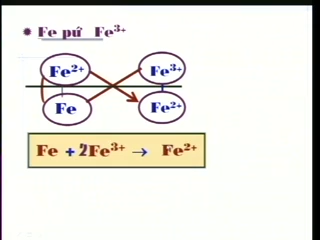 Fe pứ Fe³⁺
Fe²⁺ Fe³⁺
Fe Fe²⁺
Fe + 2Fe³⁺ → Fe²⁺